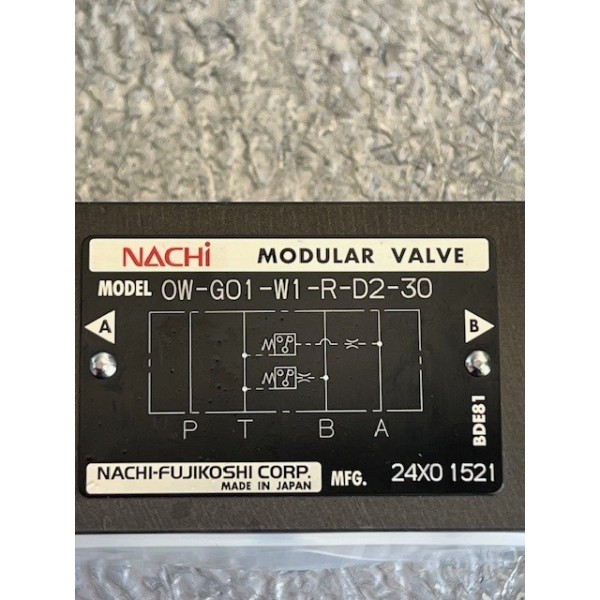 NACHi MODULAR VALVE
MODEL OW-G01-W1-R-D2-30
A B
P T B A
BDE81
NACHI-FUJIKOSHI CORP.
MADE IN JAPAN
MFG. 24X0 1521